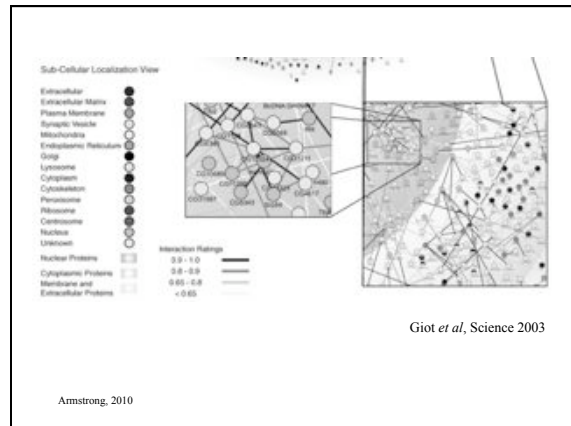 Sub-Cellular Localization View
Extracellular
Extracellular Matrix
Plasma Membrane
Synaptic Vesicle
Mitochondria
Endoplasmic Reticulum
Golgi
Lysosome
Cytoplasm
Cytoskeleton
Peroxisome
Ribosome
Centrosome
Nucleus
Unknown
Nuclear Proteins
Cytoplasmic Proteins
Membrane and
Extracellular Proteins
Interaction Ratings
0.9 - 1.0
0.8 - 0.9
0.65 - 0.8
< 0.65
Giot et al, Science 2003
Armstrong, 2010